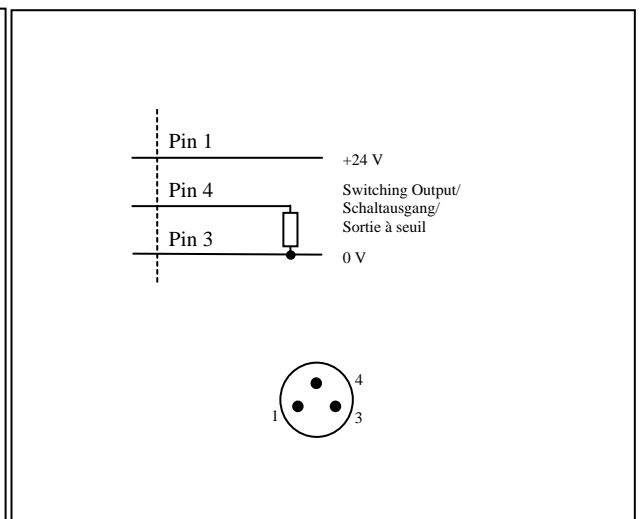 Pin 1
+24 V
Pin 4
Switching Output/
Schaltausgang/
Sortie à seuil
Pin 3
0 V
4
1
3